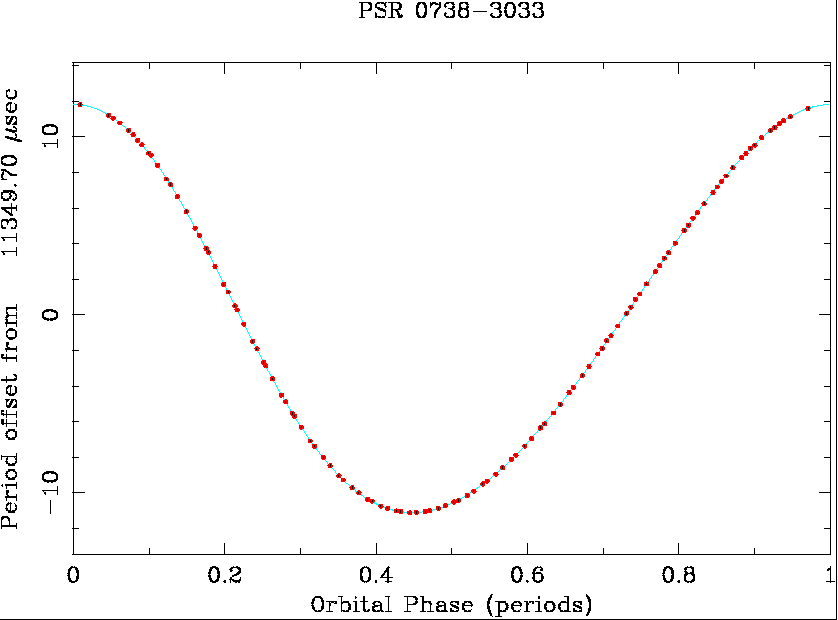 PSR 0738−3033
Period offset from 11349.70 μsec
10
0
−10
0 0.2 0.4 0.6 0.8 1
Orbital Phase (periods)